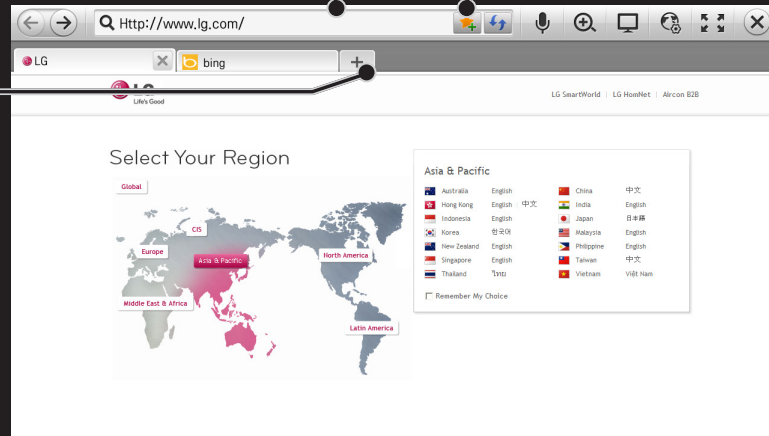 Http://www.lg.com/
LG
bing
LG
Life's Good
LG SmartWorld | LG HomNet | Aircon B2B
Select Your Region
Global
CIS
Europe
Asia & Pacific
North America
Middle East & Africa
Latin America
Asia & Pacific
Australia English
China 中文
Hong Kong English | 中文
India English
Indonesia English
Japan 日本語
Korea 한국어
Malaysia English
New Zealand English
Philippine English
Singapore English
Taiwan 中文
Thailand ไทย
Vietnam Việt Nam
Remember My Choice